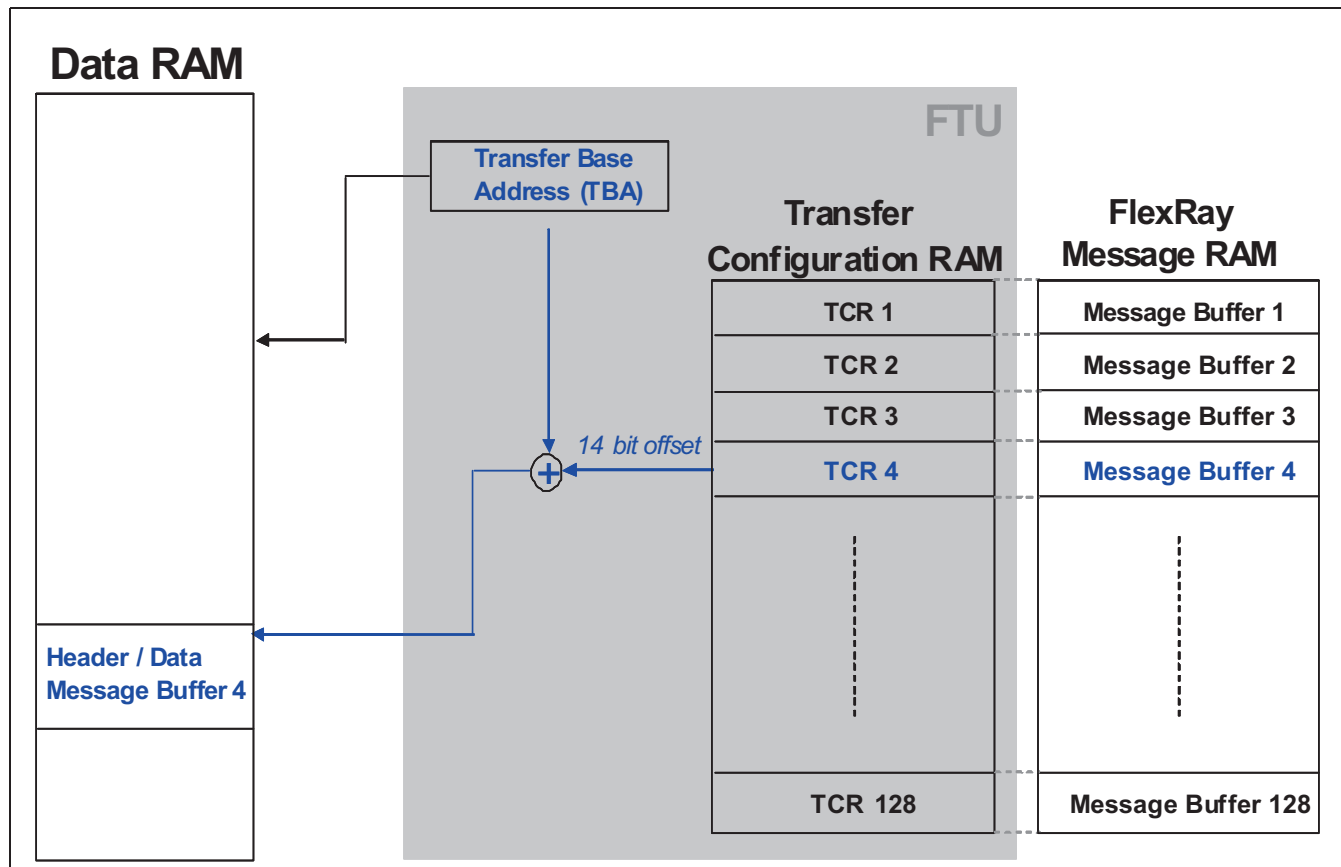 Data RAM
FTU
Transfer Base
Address (TBA)
Transfer
Configuration RAM
FlexRay
Message RAM
TCR 1
Message Buffer 1
TCR 2
Message Buffer 2
TCR 3
Message Buffer 3
14 bit offset
+
TCR 4
Message Buffer 4
Header / Data
Message Buffer 4
TCR 128
Message Buffer 128